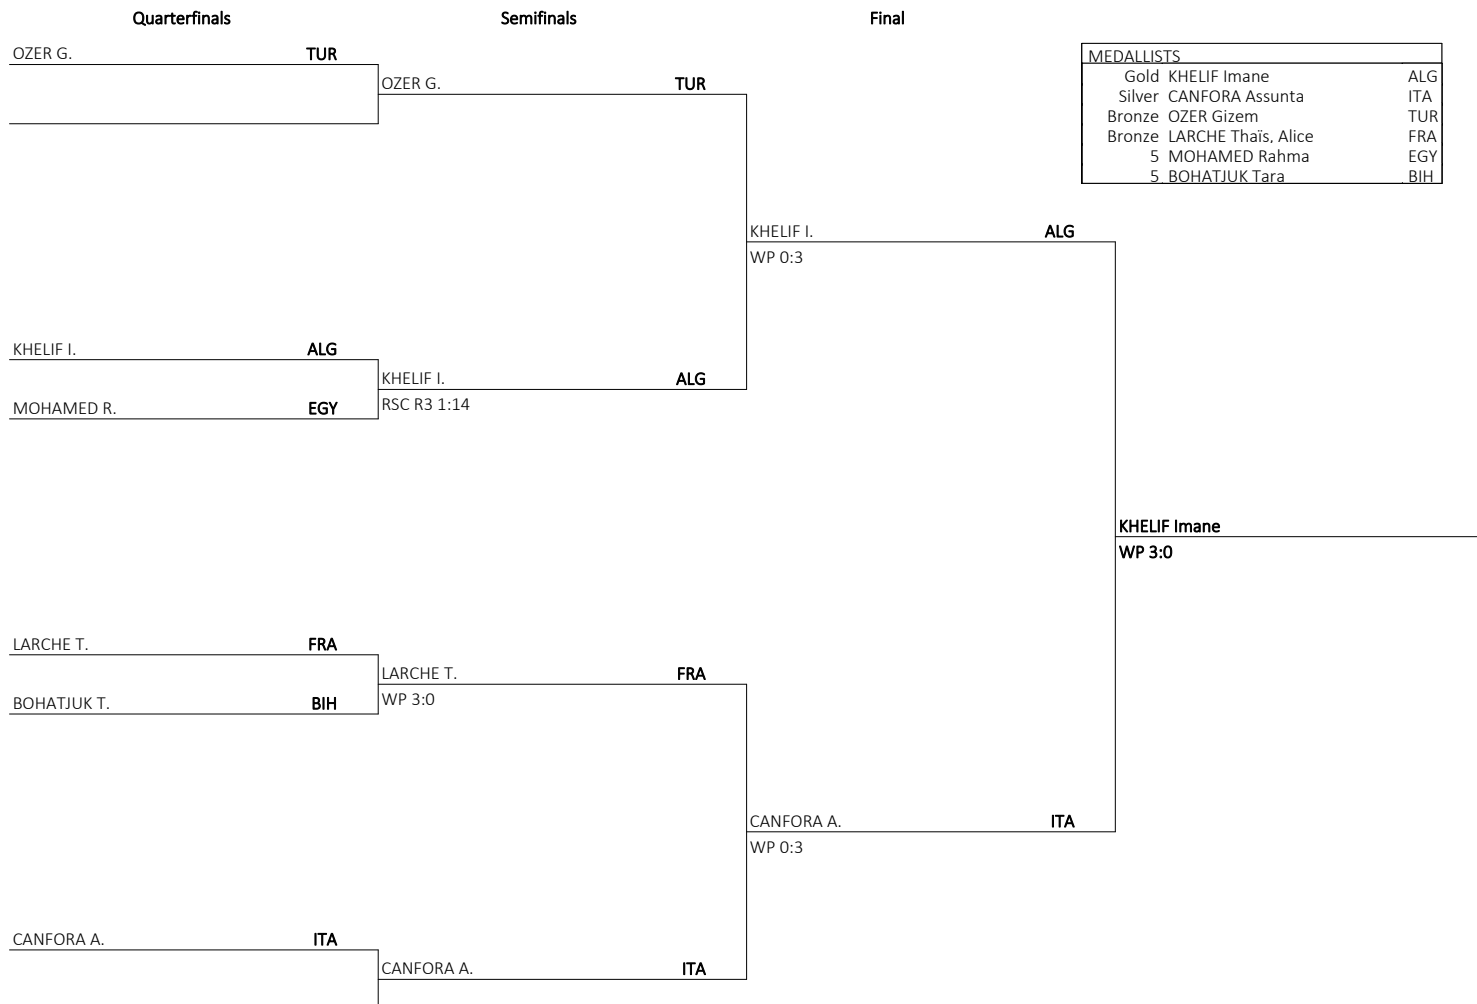 Quarterfinals Semifinals Final
OZER G. TUR
OZER G. TUR
MEDALLISTS
Gold KHELIF Imane ALG
Silver CANFORA Assunta ITA
Bronze OZER Gizem TUR
Bronze LARCHE Thaïs, Alice FRA
5 MOHAMED Rahma EGY
5 BOHATJUK Tara BIH
KHELIF I. ALG
WP 0:3
KHELIF I. ALG
KHELIF I. ALG
MOHAMED R. EGY
RSC R3 1:14
KHELIF Imane
WP 3:0
LARCHE T. FRA
LARCHE T. FRA
BOHATJUK T. BIH
WP 3:0
CANFORA A. ITA
WP 0:3
CANFORA A. ITA
CANFORA A. ITA